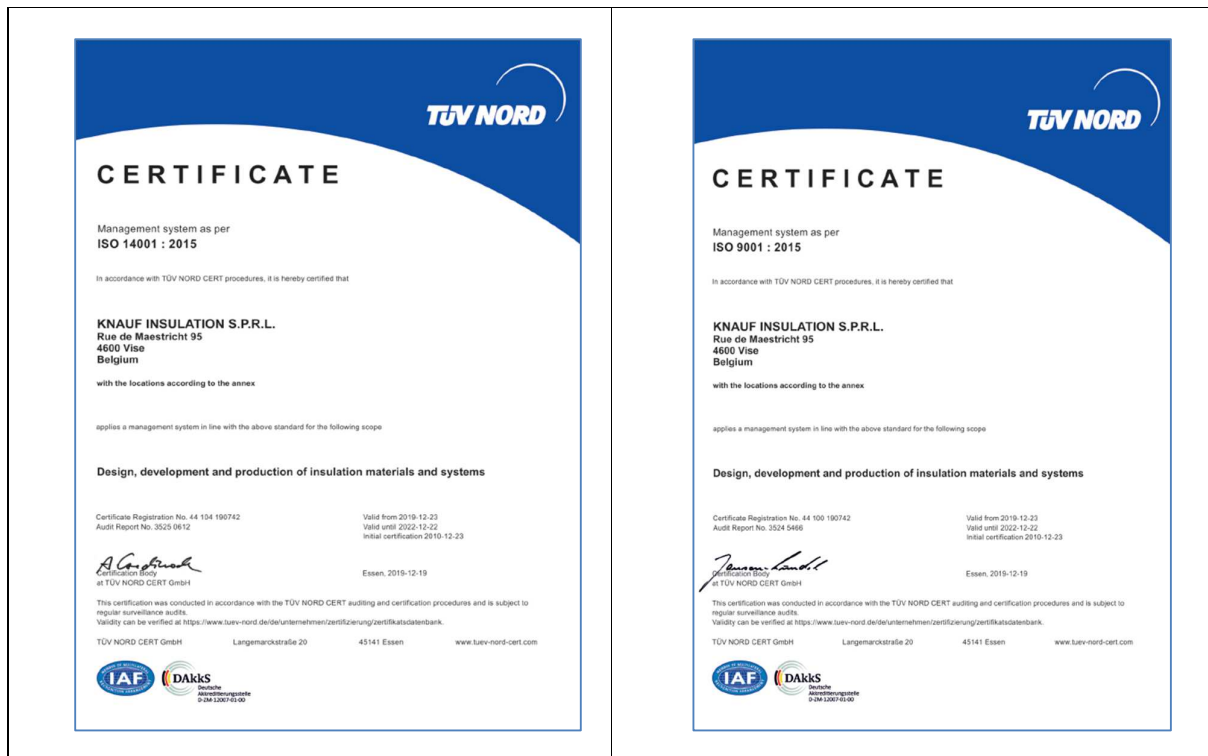 TÜV NORD
CERTIFICATE
Management system as per
ISO 14001 : 2015
In accordance with TÜV NORD CERT procedures, it is hereby certified that
KNAUF INSULATION S.P.R.L.
Rue de Maestricht 95
4600 Vise
Belgium
with the locations according to the annex
applies a management system in line with the above standard for the following scope
Design, development and production of insulation materials and systems
Certificate Registration No. 44 104 190742
Audit Report No. 3525 0612
Valid from 2019-12-23
Valid until 2022-12-22
Initial certification 2010-12-23
Certification Body
at TÜV NORD CERT GmbH
Essen, 2019-12-19
This certification was conducted in accordance with the TÜV NORD CERT auditing and certification procedures and is subject to
regular surveillance audits.
Validity can be verified at https://www.tuev-nord.de/de/unternehmen/zertifizierung/zertifikatsdatenbank.
TÜV NORD CERT GmbH Langemarckstraße 20 45141 Essen www.tuev-nord-cert.com
IAF
DAkkS
Deutsche
Akkreditierungsstelle
D-ZM-12007-01-00
TÜV NORD
CERTIFICATE
Management system as per
ISO 9001 : 2015
In accordance with TÜV NORD CERT procedures, it is hereby certified that
KNAUF INSULATION S.P.R.L.
Rue de Maestricht 95
4600 Vise
Belgium
with the locations according to the annex
applies a management system in line with the above standard for the following scope
Design, development and production of insulation materials and systems
Certificate Registration No. 44 100 190742
Audit Report No. 3524 5466
Valid from 2019-12-23
Valid until 2022-12-22
Initial certification 2010-12-23
Certification Body
at TÜV NORD CERT GmbH
Essen, 2019-12-19
This certification was conducted in accordance with the TÜV NORD CERT auditing and certification procedures and is subject to
regular surveillance audits.
Validity can be verified at https://www.tuev-nord.de/de/unternehmen/zertifizierung/zertifikatsdatenbank.
TÜV NORD CERT GmbH Langemarckstraße 20 45141 Essen www.tuev-nord-cert.com
IAF
DAkkS
Deutsche
Akkreditierungsstelle
D-ZM-12007-01-00